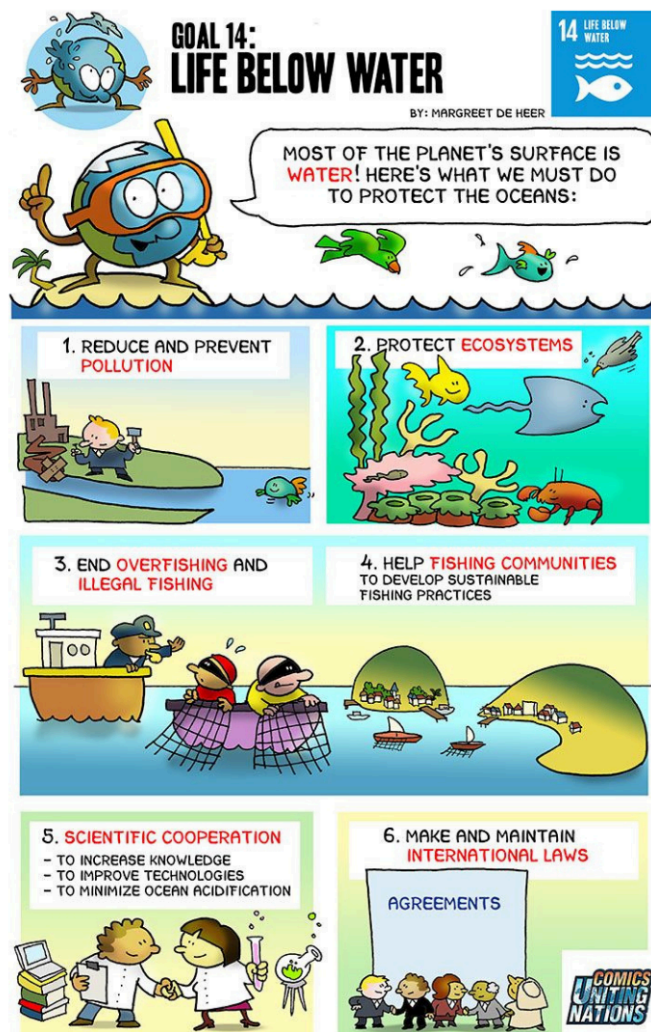 GOAL 14:
LIFE BELOW WATER
14 LIFE BELOW
WATER
BY: MARGREET DE HEER
MOST OF THE PLANET'S SURFACE IS
WATER! HERE'S WHAT WE MUST DO
TO PROTECT THE OCEANS:
1. REDUCE AND PREVENT
POLLUTION
2. PROTECT ECOSYSTEMS
3. END OVERFISHING AND
ILLEGAL FISHING
4. HELP FISHING COMMUNITIES
TO DEVELOP SUSTAINABLE
FISHING PRACTICES
5. SCIENTIFIC COOPERATION
- TO INCREASE KNOWLEDGE
- TO IMPROVE TECHNOLOGIES
- TO MINIMIZE OCEAN ACIDIFICATION
6. MAKE AND MAINTAIN
INTERNATIONAL LAWS
AGREEMENTS
COMICS
UNITING
NATIONS